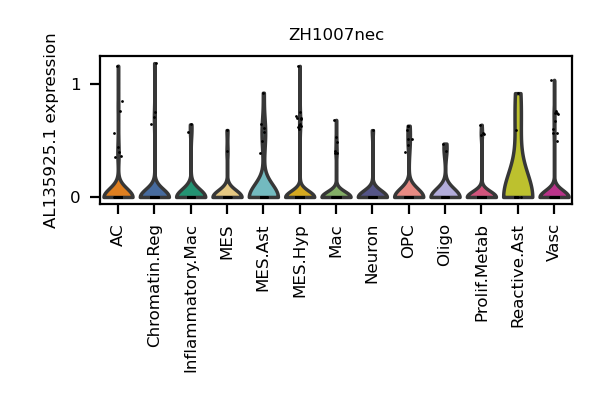 ZH1007nec
AL135925.1 expression
1
0
AC
Chromatin.Reg
Inflammatory.Mac
MES
MES.Ast
MES.Hyp
Mac
Neuron
OPC
Oligo
Prolif.Metab
Reactive.Ast
Vasc